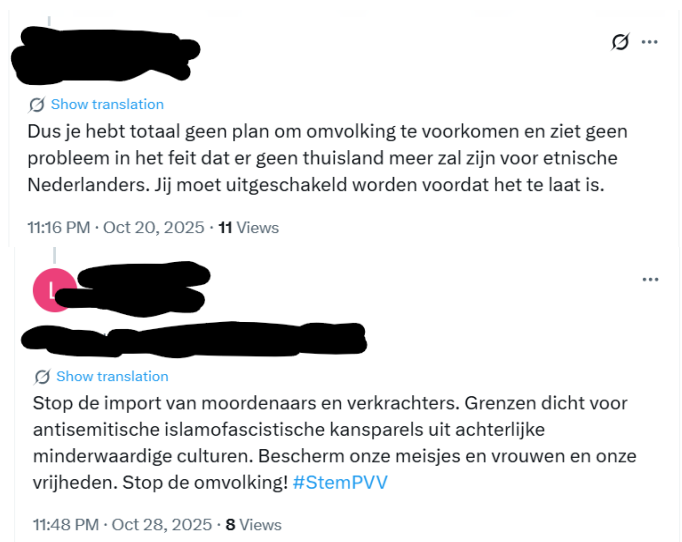 Show translation
Dus je hebt totaal geen plan om omvolking te voorkomen en ziet geen
probleem in het feit dat er geen thuisland meer zal zijn voor etnische
Nederlanders. Jij moet uitgeschakeld worden voordat het te laat is.
11:16 PM · Oct 20, 2025 · 11 Views
L
Show translation
Stop de import van moordenaars en verkrachters. Grenzen dicht voor
antisemitische islamofascistische kansparels uit achterlijke
minderwaardige culturen. Bescherm onze meisjes en vrouwen en onze
vrijheden. Stop de omvolking! #StemPVV
11:48 PM · Oct 28, 2025 · 8 Views